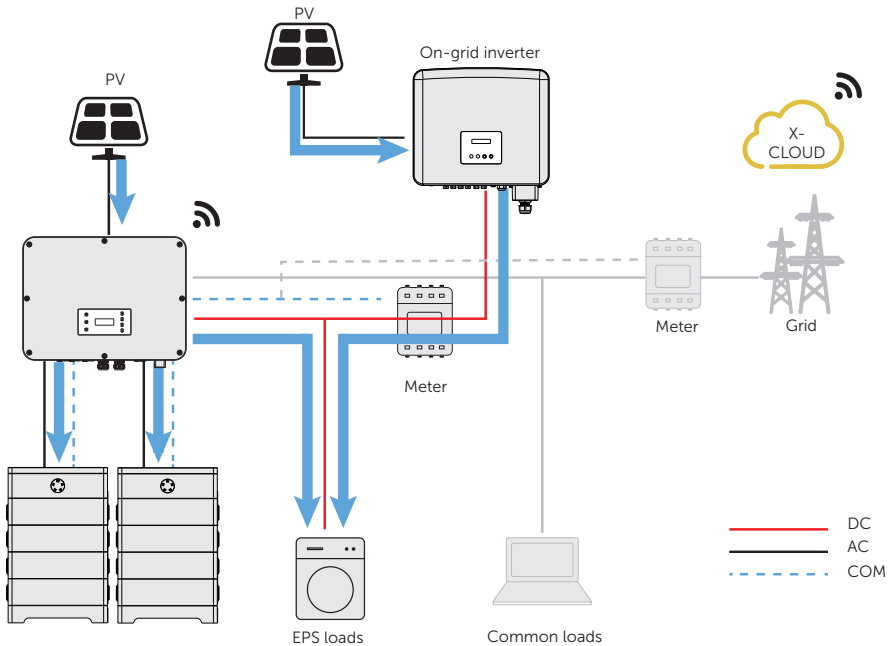 PV
On-grid inverter
PV
X-
CLOUD
Meter
Grid
Meter
DC
AC
COM
EPS loads
Common loads